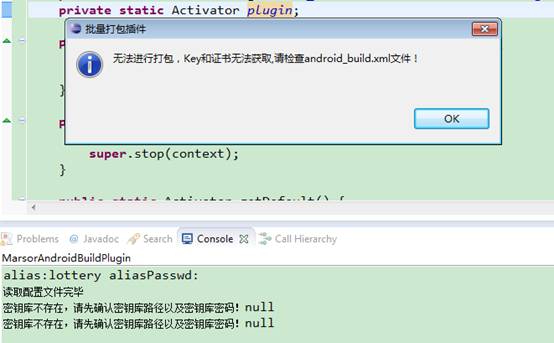 private static Activator plugin;
批量打包插件
无法进行打包，Key和证书无法获取,请检查android_build.xml文件！
OK
super.stop(context);
}
Problems @ Javadoc Search Console Call Hierarchy
MarsorAndroidBuildPlugin
alias:lottery aliasPasswd:
读取配置文件完毕
密钥库不存在，请先确认密钥库路径以及密钥库密码！null
密钥库不存在，请先确认密钥库路径以及密钥库密码！null